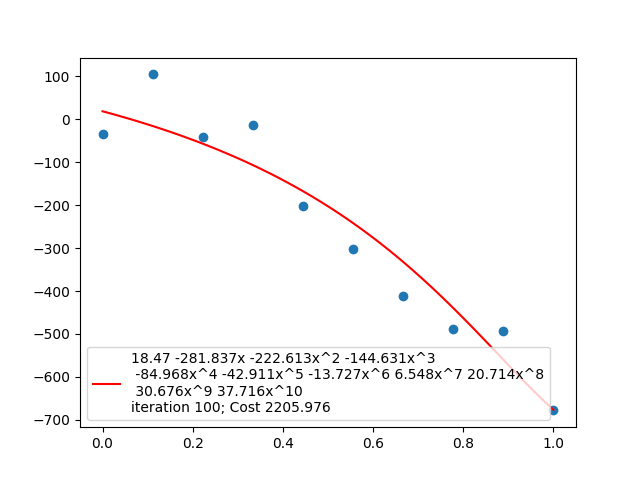 100
0
−100
−200
−300
−400
−500
−600
−700
18.47 -281.837x -222.613x^2 -144.631x^3
-84.968x^4 -42.911x^5 -13.727x^6 6.548x^7 20.714x^8
30.676x^9 37.716x^10
iteration 100; Cost 2205.976
0.0 0.2 0.4 0.6 0.8 1.0